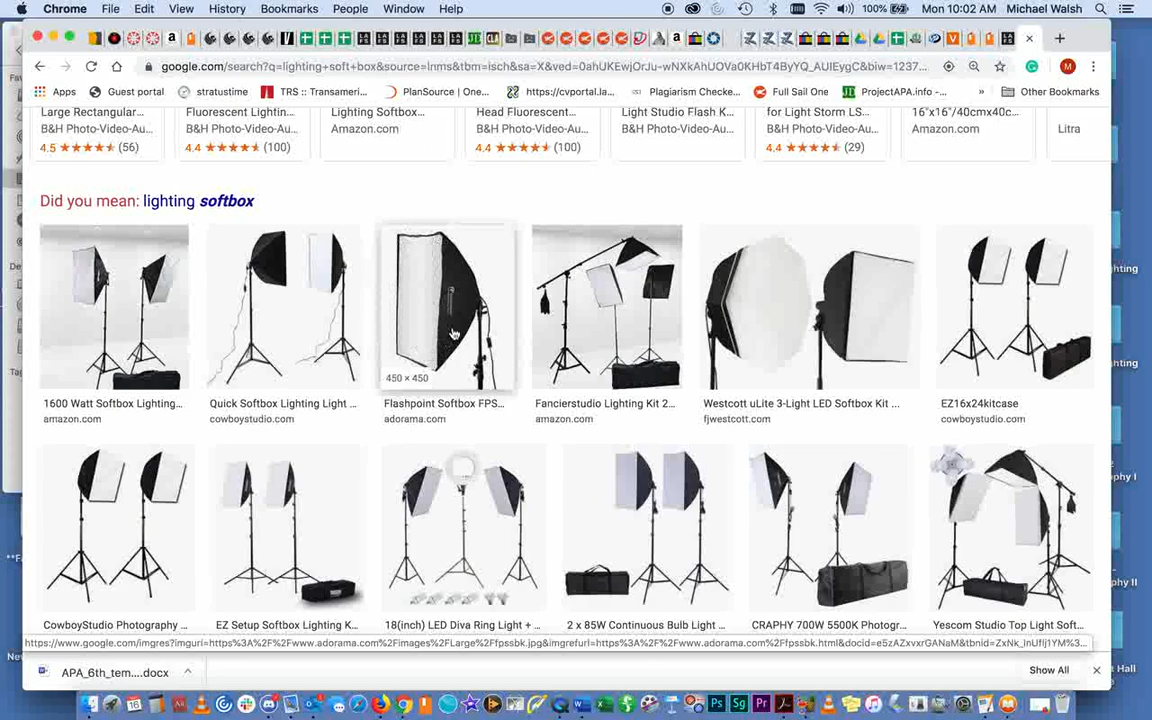 Chrome File Edit View History Bookmarks People Window Help 100% Mon 10:02 AM Michael Walsh
google.com/search?q=lighting+soft+box&source=lnms&tbm=isch&sa=X&ved=0ahUKEwjOrJu-wNXkAhUOVa0KHbT4ByYQ_AUIEygC&biw=1237...
Apps Guest portal stratustime TRS :: Transameri... PlanSource | One... https://cvportal.la... Plagiarism Checke... Full Sail One ProjectAPA.info -... » Other Bookmarks
Large Rectangular... Fluorescent Lightin... Lighting Softbox... Head Fluorescent... Light Studio Flash K... for Light Storm LS... 16"x16"/40cmx40c...
B&H Photo-Video-Au... B&H Photo-Video-Au... Amazon.com B&H Photo-Video-Au... B&H Photo-Video-Au... B&H Photo-Video-Au... Amazon.com Litra
4.5 (56) 4.4 (100) 4.4 (100) 4.4 (29)
Did you mean: lighting softbox
450 × 450
1600 Watt Softbox Lighting... Quick Softbox Lighting Light ... Flashpoint Softbox FPS... Fancierstudio Lighting Kit 2... Westcott uLite 3-Light LED Softbox Kit ... EZ16x24kitcase
amazon.com cowboystudio.com adorama.com amazon.com fjwestcott.com cowboystudio.com
CowboyStudio Photography ... EZ Setup Softbox Lighting K... 18(inch) LED Diva Ring Light + ... 2 x 85W Continuous Bulb Light ... CRAPHY 700W 5500K Photogr... Yescom Studio Top Light Soft...
APA_6th_tem....docx Show All